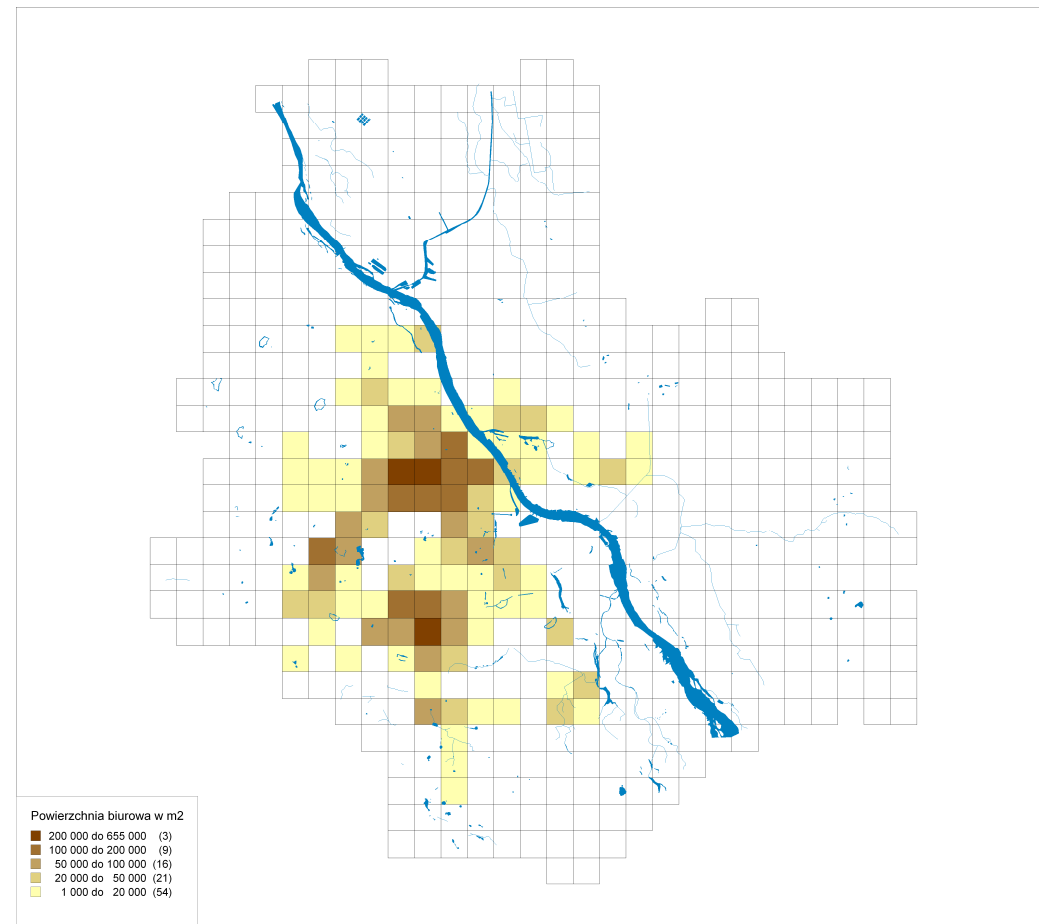 Powierzchnia biurowa w m2
200 000 do 655 000 (3)
100 000 do 200 000 (9)
50 000 do 100 000 (16)
20 000 do 50 000 (21)
1 000 do 20 000 (54)